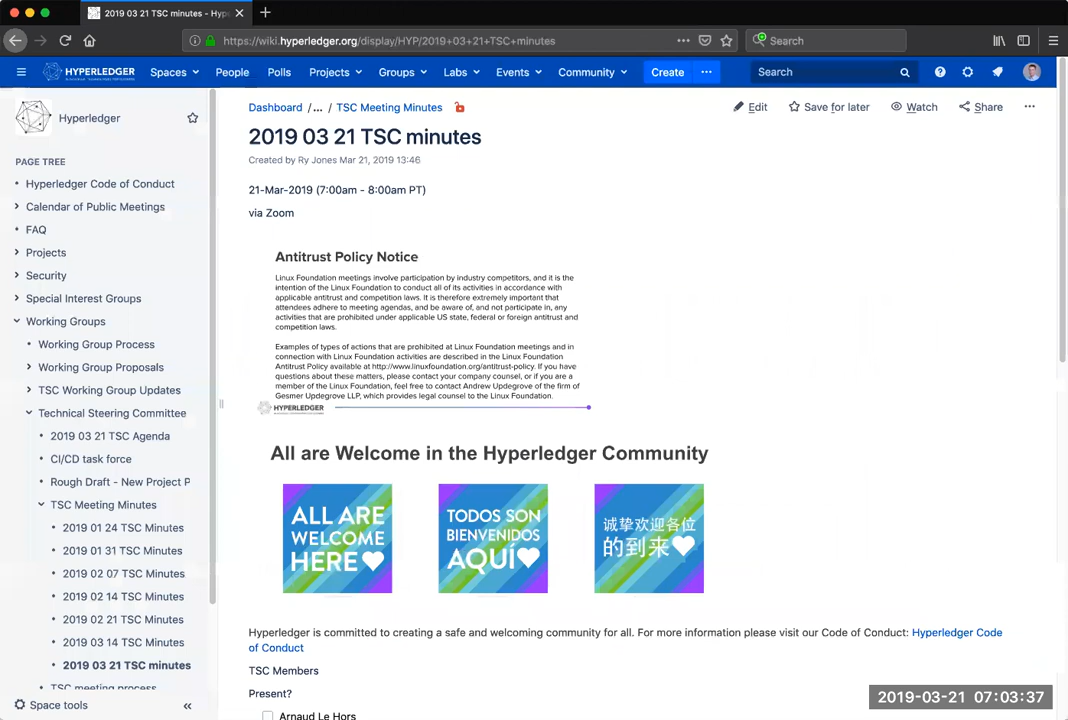 2019 03 21 TSC minutes - Hyp
https://wiki.hyperledger.org/display/HYP/2019+03+21+TSC+minutes
Search
HYPERLEDGER
Spaces
People
Polls
Projects
Groups
Labs
Events
Community
Create
Search
Hyperledger
PAGE TREE
Hyperledger Code of Conduct
Calendar of Public Meetings
FAQ
Projects
Security
Special Interest Groups
Working Groups
Working Group Process
Working Group Proposals
TSC Working Group Updates
Technical Steering Committee
2019 03 21 TSC Agenda
CI/CD task force
Rough Draft - New Project P
TSC Meeting Minutes
2019 01 24 TSC Minutes
2019 01 31 TSC Minutes
2019 02 07 TSC Minutes
2019 02 14 TSC Minutes
2019 02 21 TSC Minutes
2019 03 14 TSC Minutes
2019 03 21 TSC minutes
TSC meeting process
Space tools
Dashboard /... / TSC Meeting Minutes
Edit
Save for later
Watch
Share
2019 03 21 TSC minutes
Created by Ry Jones Mar 21, 2019 13:46
21-Mar-2019 (7:00am - 8:00am PT)
via Zoom
Antitrust Policy Notice
Linux Foundation meetings involve participation by industry competitors, and it is the
intention of the Linux Foundation to conduct all of its activities in accordance with
applicable antitrust and competition laws. It is therefore extremely important that
attendees adhere to meeting agendas, and be aware of, and not participate in, any
activities that are prohibited under applicable US state, federal or foreign antitrust and
competition laws.
Examples of types of actions that are prohibited at Linux Foundation meetings and in
connection with Linux Foundation activities are described in the Linux Foundation
Antitrust Policy available at http://www.linuxfoundation.org/antitrust-policy. If you have
questions about these matters, please contact your company counsel, or if you are a
member of the Linux Foundation, feel free to contact Andrew Updegrove of the firm of
Gesmer Updegrove LLP, which provides legal counsel to the Linux Foundation.
HYPERLEDGER
All are Welcome in the Hyperledger Community
ALL ARE
WELCOME
HERE
TODOS SON
BIENVENIDOS
AQUÍ
诚挚欢迎各位
的到来
Hyperledger is committed to creating a safe and welcoming community for all. For more information please visit our Code of Conduct: Hyperledger Code
of Conduct
TSC Members
Present?
Arnaud Le Hors
2019-03-21 07:03:37